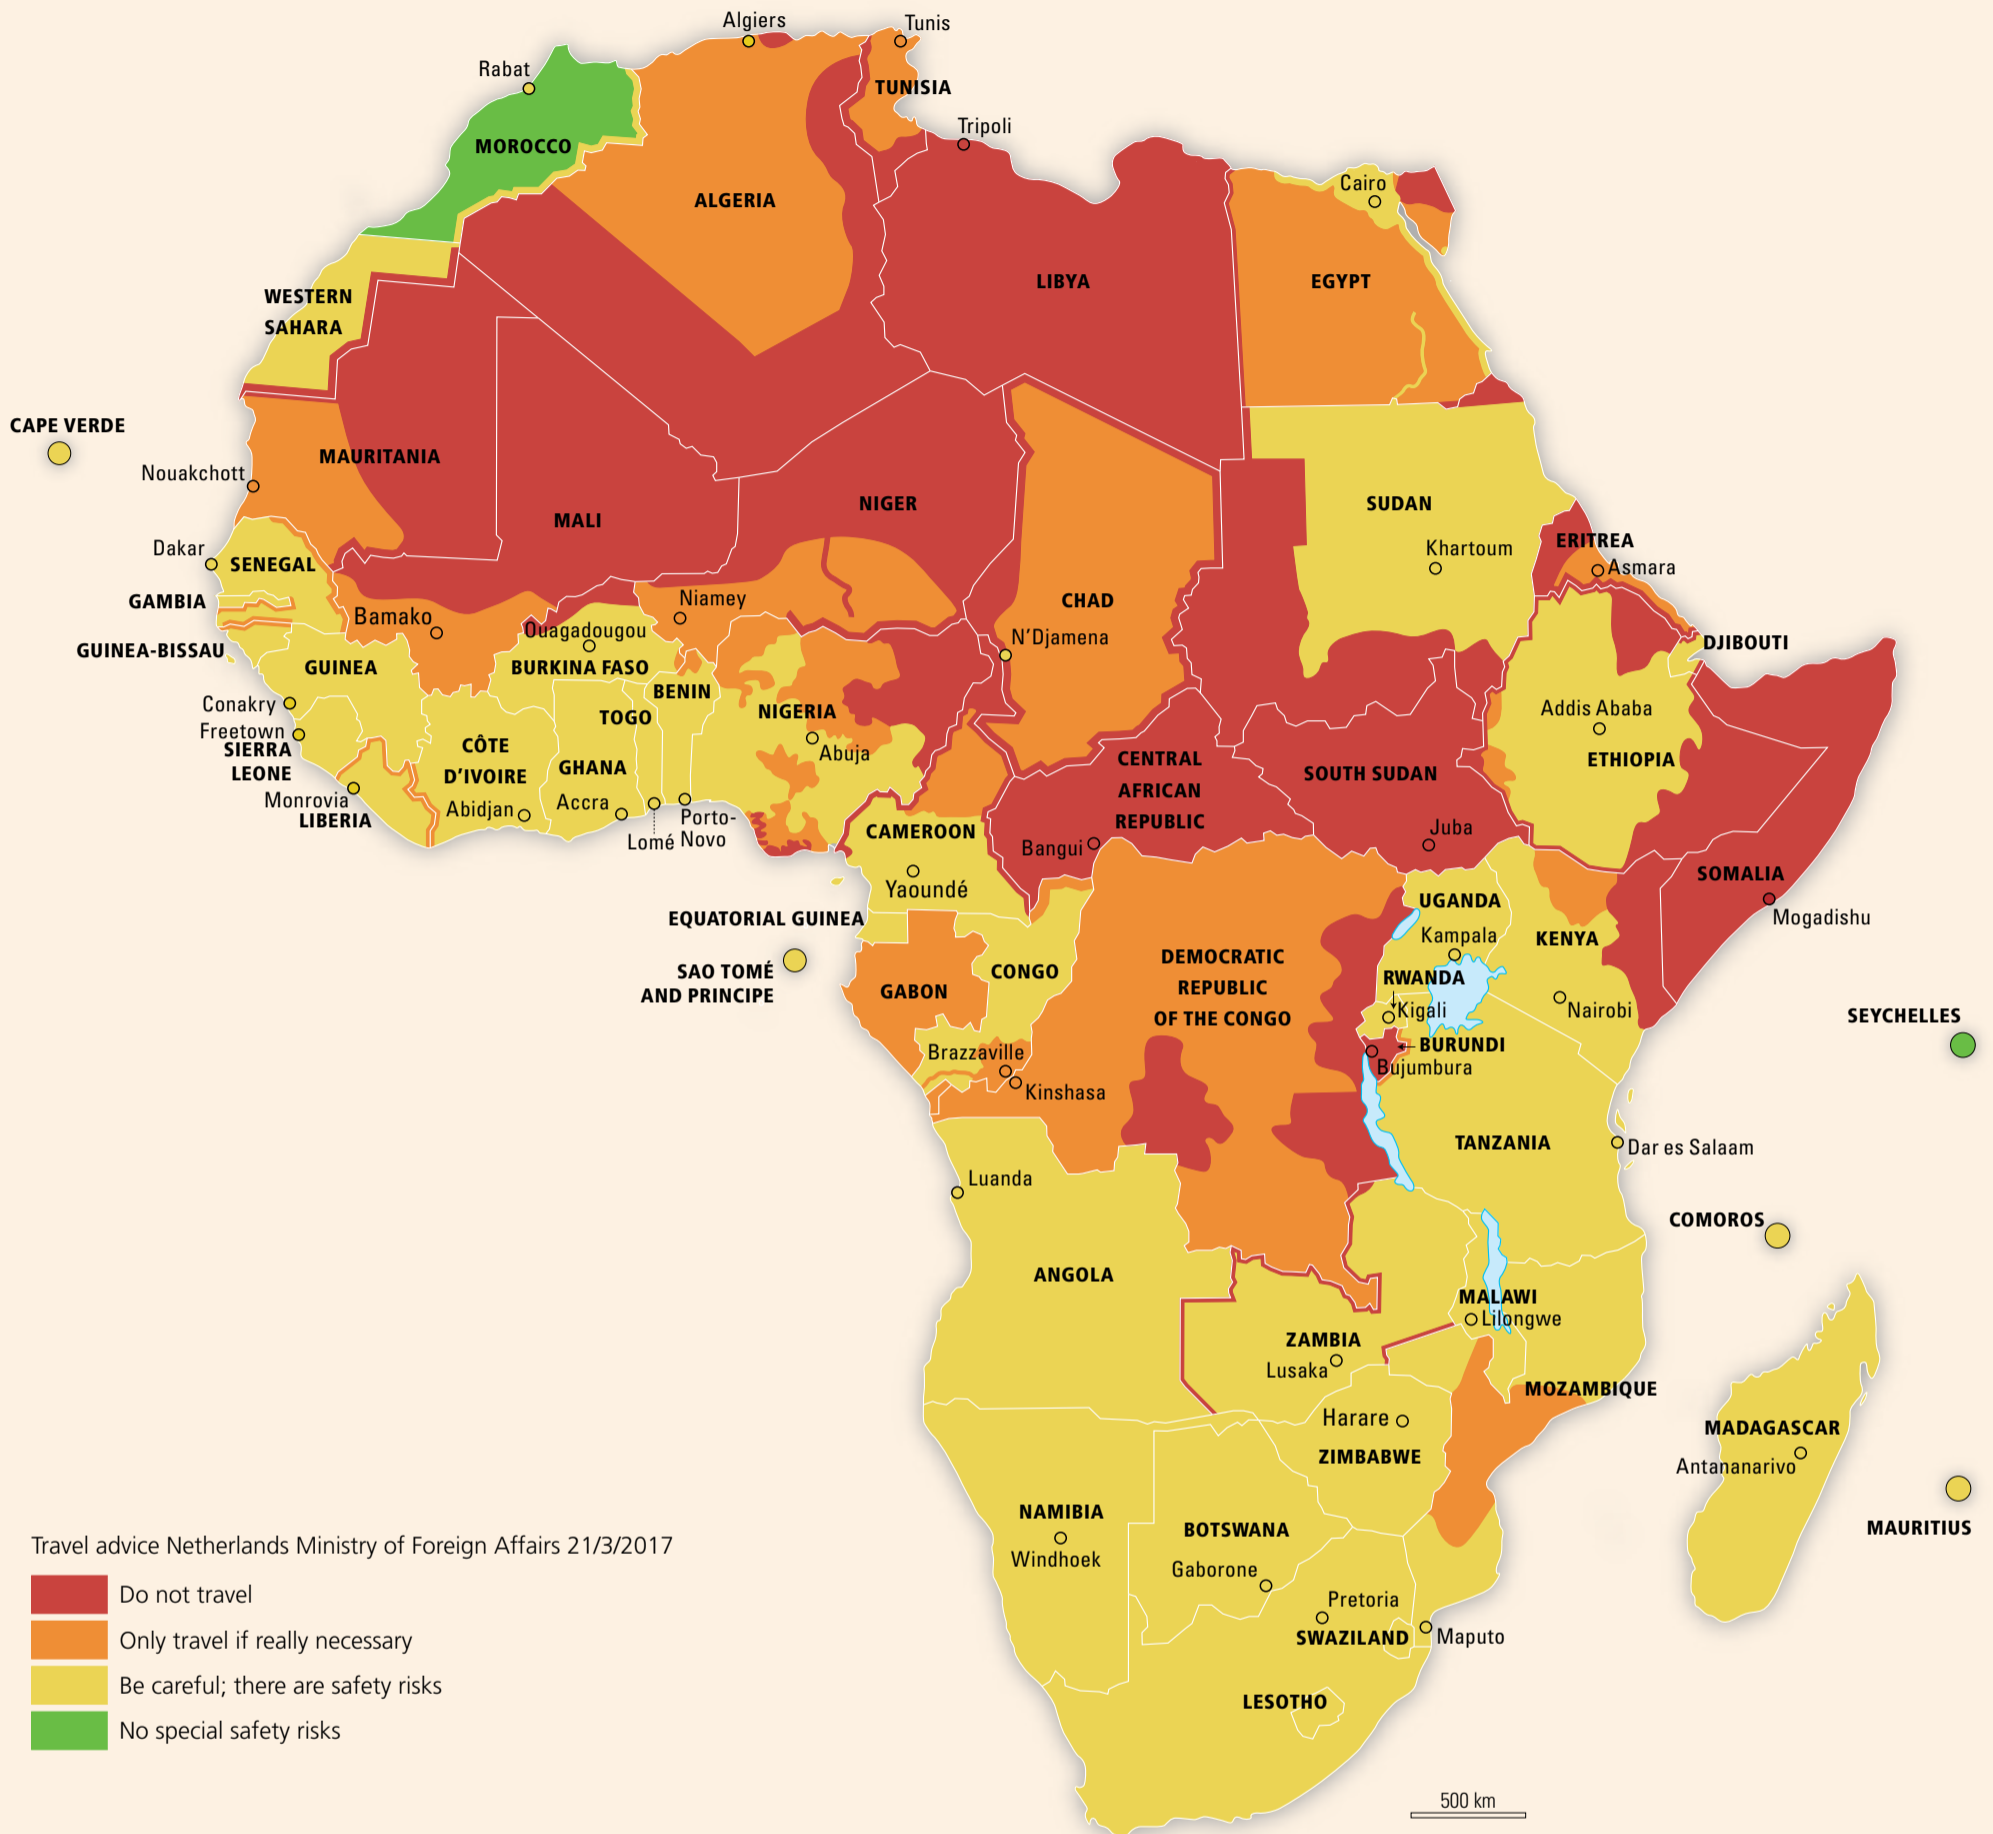 Algiers
Tunis
Rabat
TUNISIA
Tripoli
MOROCCO
Cairo
ALGERIA
LIBYA
EGYPT
WESTERN
SAHARA
CAPE VERDE
MAURITANIA
Nouakchott
NIGER
SUDAN
MALI
Dakar
SENEGAL
ERITREA
Khartoum
Asmara
GAMBIA
Bamako
Niamey
CHAD
Ouagadougou
N'Djamena
DJIBOUTI
GUINEA-BISSAU
GUINEA
BURKINA FASO
BENIN
Conakry
TOGO
NIGERIA
Addis Ababa
Freetown
SIERRA
LEONE
CÔTE
D'IVOIRE
GHANA
Abuja
CENTRAL
AFRICAN
REPUBLIC
SOUTH SUDAN
ETHIOPIA
Monrovia
LIBERIA
Abidjan
Accra
Lomé
Porto-
Novo
CAMEROON
Bangui
Juba
Yaoundé
SOMALIA
UGANDA
Mogadishu
EQUATORIAL GUINEA
Kampala
KENYA
SAO TOMÉ
AND PRINCIPE
GABON
CONGO
DEMOCRATIC
REPUBLIC
OF THE CONGO
RWANDA
Kigali
Nairobi
SEYCHELLES
Brazzaville
BURUNDI
Bujumbura
Kinshasa
TANZANIA
Dar es Salaam
Luanda
COMOROS
ANGOLA
MALAWI
Lilongwe
ZAMBIA
Lusaka
MOZAMBIQUE
Harare
MADAGASCAR
ZIMBABWE
Antananarivo
NAMIBIA
Windhoek
BOTSWANA
Gaborone
MAURITIUS
Pretoria
SWAZILAND
Maputo
LESOTHO
Travel advice Netherlands Ministry of Foreign Affairs 21/3/2017
Do not travel
Only travel if really necessary
Be careful; there are safety risks
No special safety risks
500 km